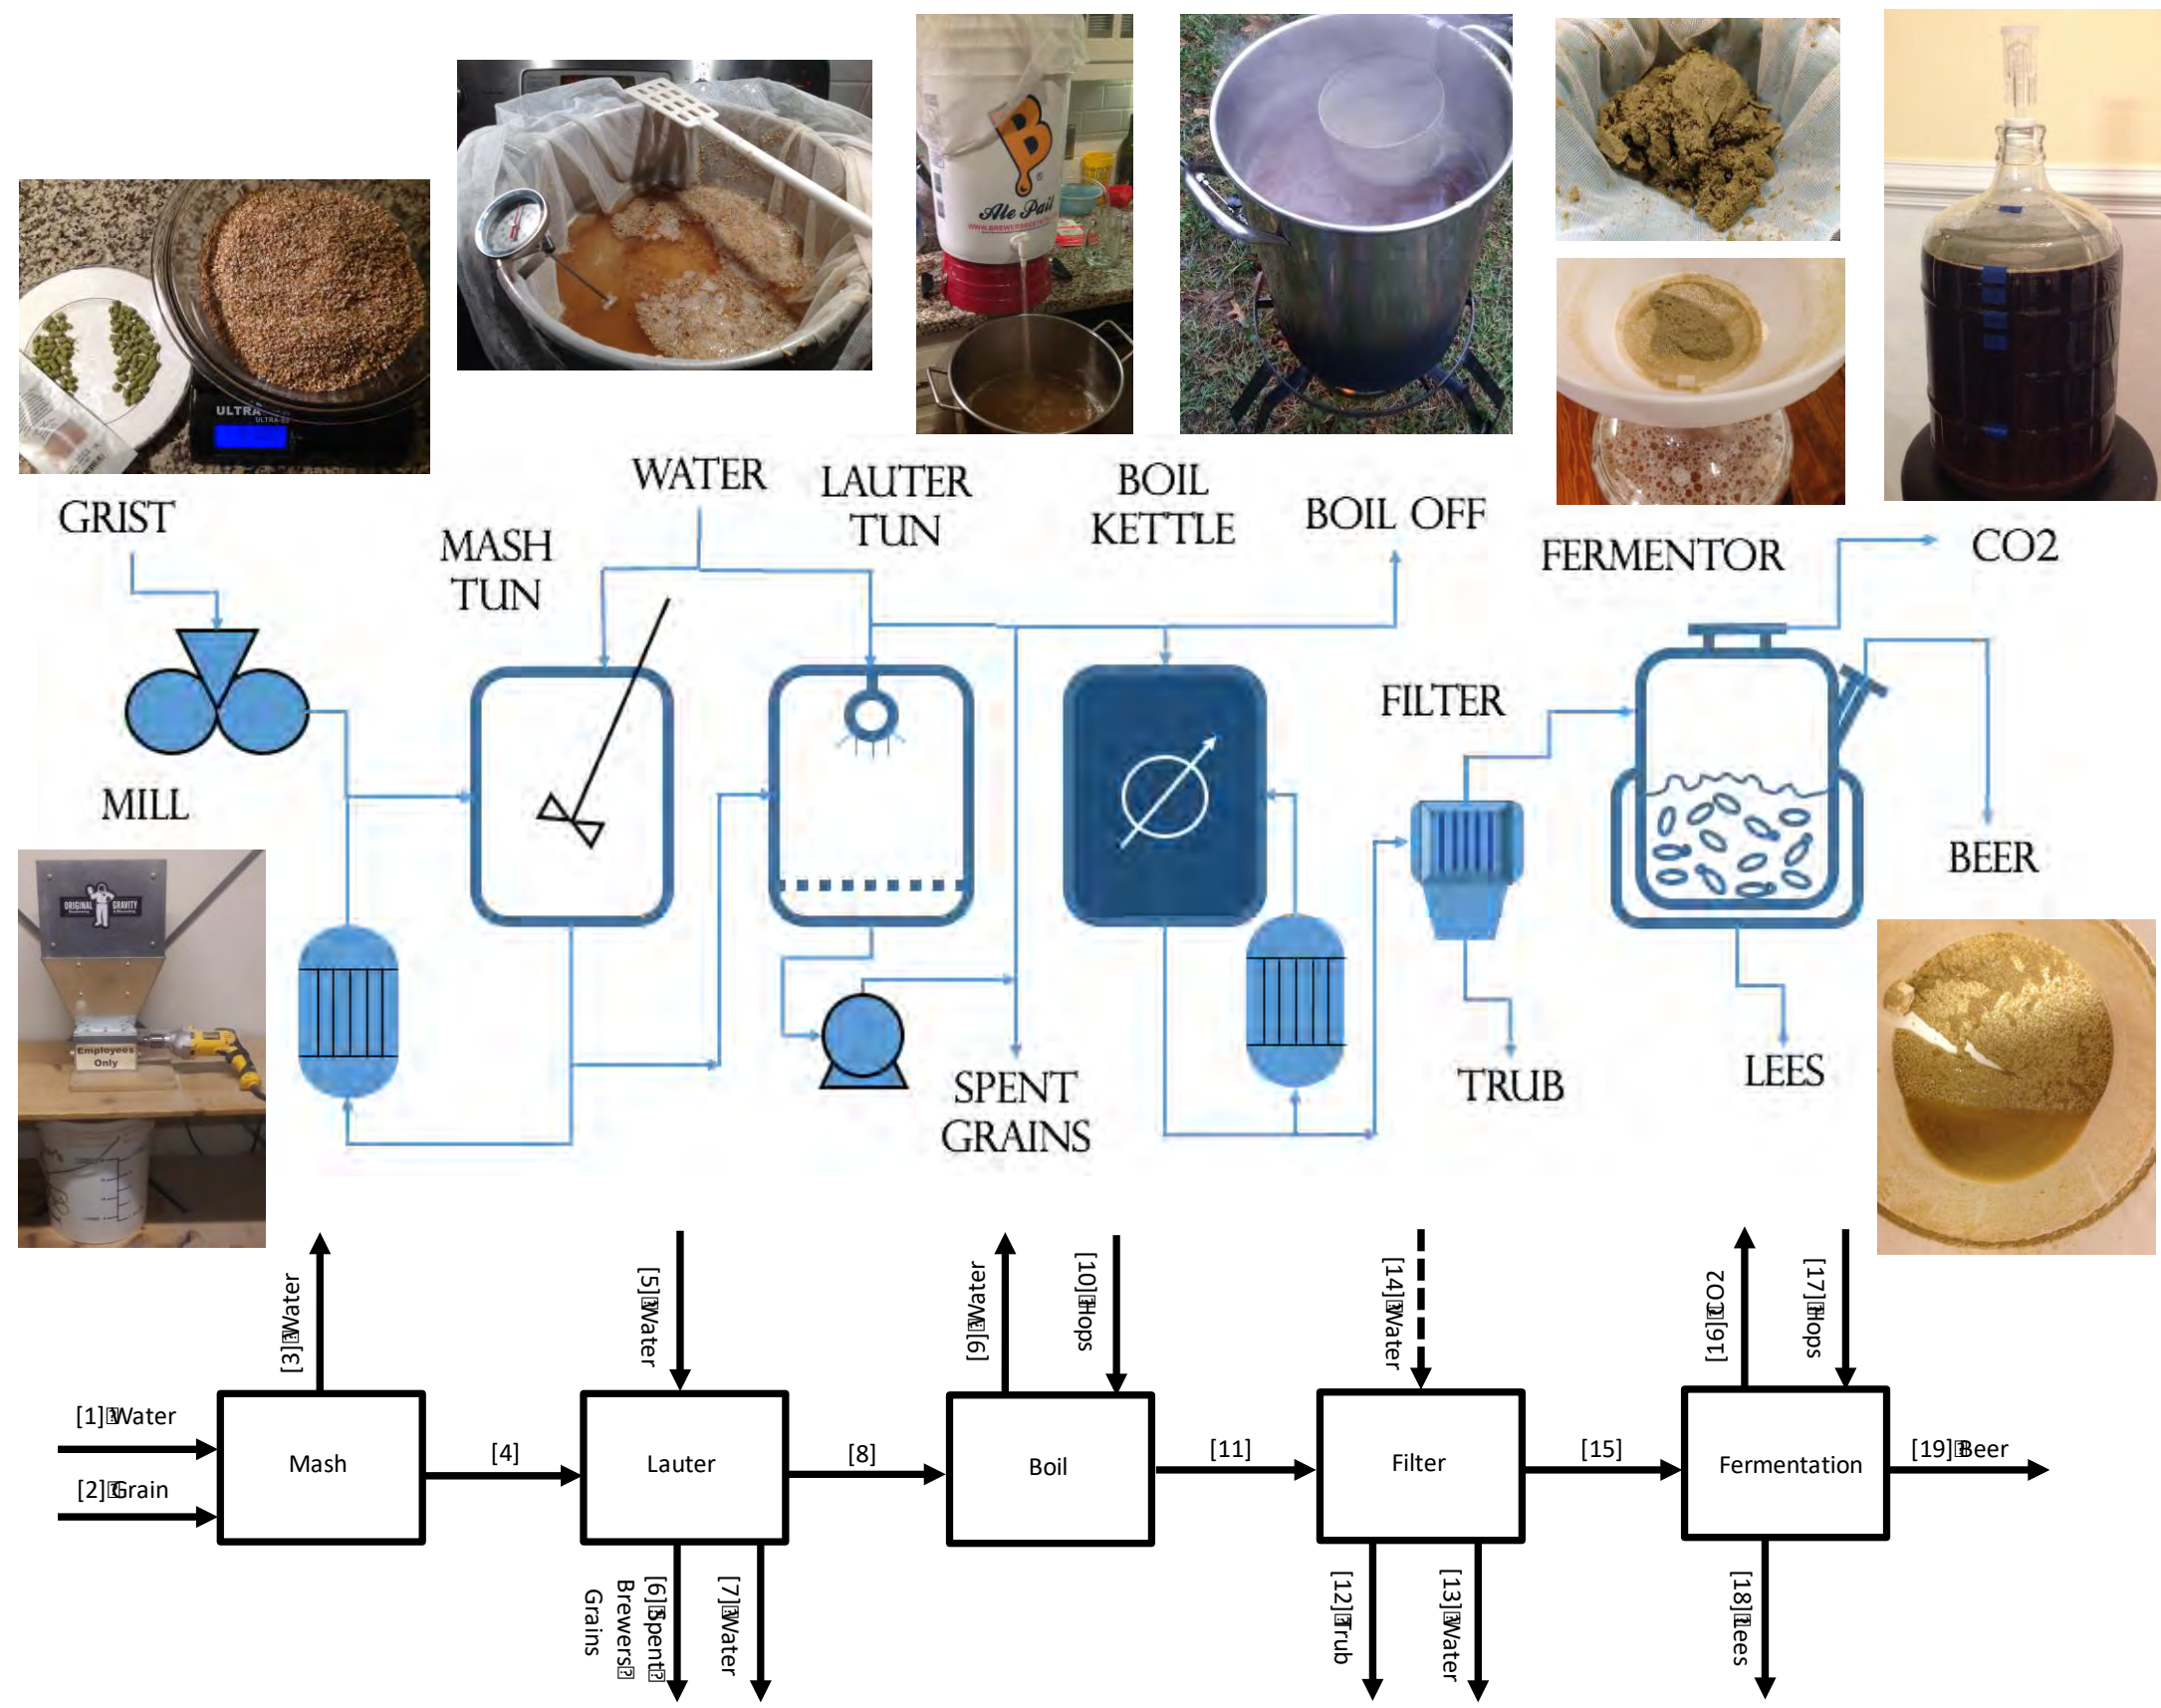 ULTRA
ULTRA-55
B
®
Ale Pail
GRIST
MASH
TUN
WATER
LAUTER
TUN
BOIL
KETTLE
BOIL OFF
FERMENTOR
CO2
MILL
FILTER
BEER
SPENT
GRAINS
TRUB
LEES
ORIGINAL
GRAVITY
Employees
Only
[3] Water
[5] Water
[9] Water
[10] Hops
[14] Water
[16] CO2
[17] Hops
[1] Water
[2] Grain
Mash
[4]
Lauter
[8]
Boil
[11]
Filter
[15]
Fermentation
[19] Beer
[6] Spent
Brewers
Grains
[7] Water
[12] Trub
[13] Water
[18] Lees